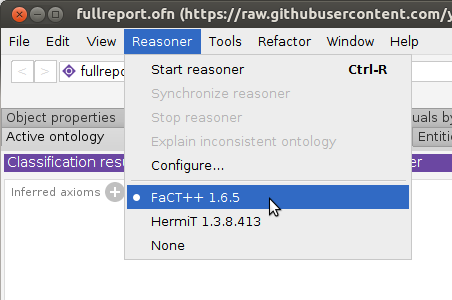 fullreport.ofn (https://raw.githubusercontent.com/y
File Edit View Reasoner Tools Refactor Window Help
< > fullrepo
Start reasoner Ctrl-R
Synchronize reasoner
Stop reasoner
Explain inconsistent ontology
Configure...
Object properties uals by
Active ontology Entitie
Classification resu er
Inferred axioms
FaCT++ 1.6.5
HermiT 1.3.8.413
None